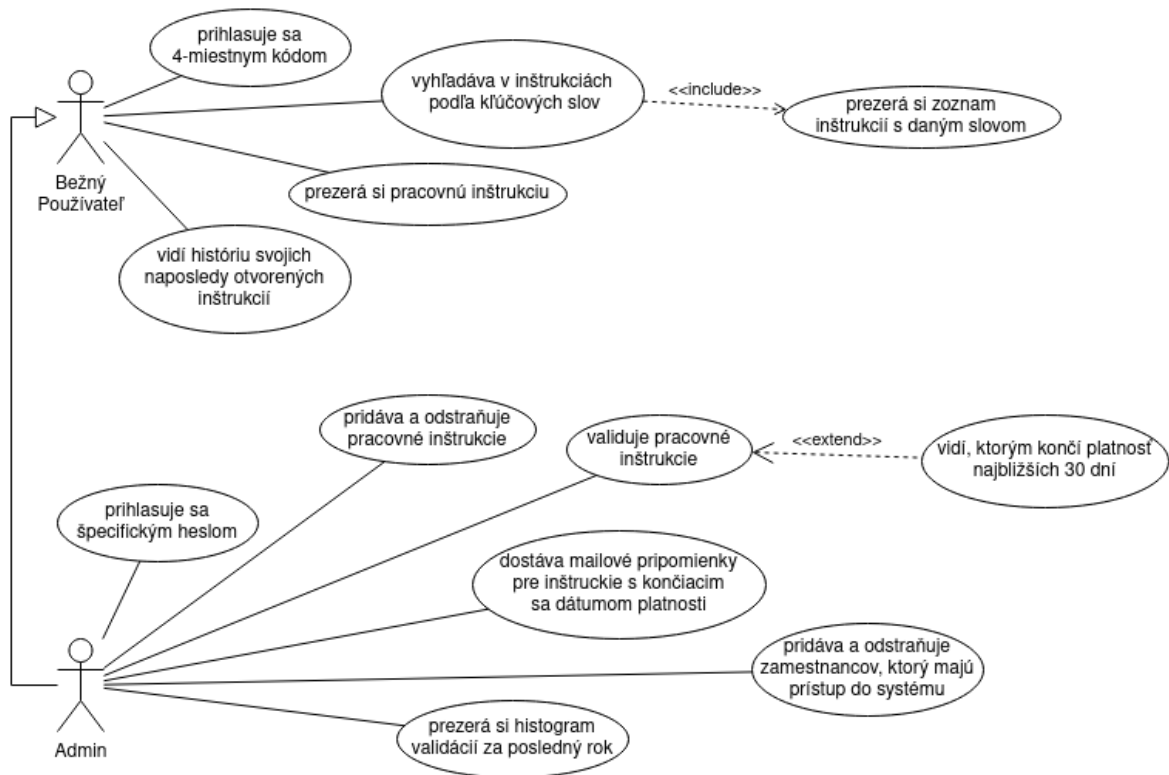 prihlasuje sa
4-miestnym kódom
vyhľadáva v inštrukciách
podľa kľúčových slov
<<include>>
prezerá si zoznam
inštrukcií s daným slovom
Bežný
Používateľ
prezerá si pracovnú inštrukciu
vidí históriu svojich
naposledy otvorených
inštrukcií
pridáva a odstraňuje
pracovné inštrukcie
validuje pracovné
inštrukcie
<<extend>>
vidí, ktorým končí platnosť
najbližších 30 dní
prihlasuje sa
špecifickým heslom
dostáva mailové pripomienky
pre inštruckie s končiacim
sa dátumom platnosti
pridáva a odstraňuje
zamestnancov, ktorý majú
prístup do systému
Admin
prezerá si histogram
validácií za posledný rok